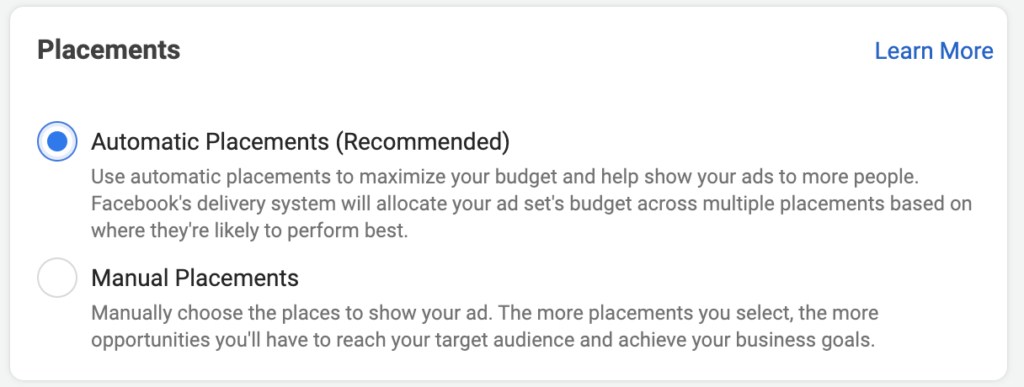 Placements
Learn More
Automatic Placements (Recommended)
Use automatic placements to maximize your budget and help show your ads to more people.
Facebook's delivery system will allocate your ad set's budget across multiple placements based on
where they're likely to perform best.
Manual Placements
Manually choose the places to show your ad. The more placements you select, the more
opportunities you'll have to reach your target audience and achieve your business goals.